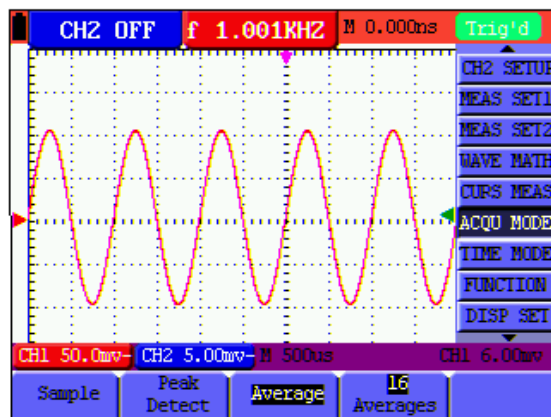 CH2 OFF f 1.001KHZ M 0.000ns Trig'd
CH2 SETUP
MEAS SET1
MEAS SET2
WAVE MATH
CURS MEAS
ACQU MODE
TIME MODE
FUNCTION
DISP SET
CH1 50.0mv CH2 5.00mv M 500us CH1 6.00mv
Sample
Peak
Detect
Average
16
Averages